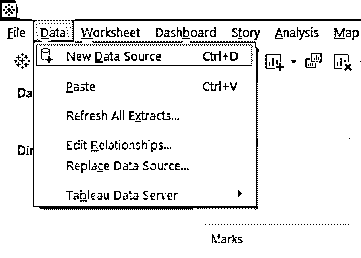 File Data Worksheet Dashboard Story Analysis Map
New Data Source Ctrl+D
Paste Ctrl+V
Refresh All Extracts...
Edit Relationships...
Replace Data Source...
Tableau Data Server
Da
Dir
Marks